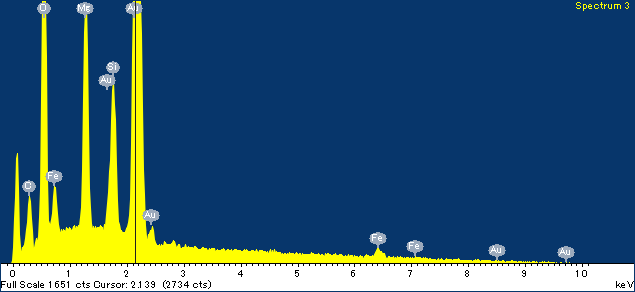 Spectrum 3
O Mg Au
Si
Au
Fe
O
Au
Fe
Fe
Au
Au
0 1 2 3 4 5 6 7 8 9 10
Full Scale 1651 cts Cursor: 2.139 (2734 cts) keV